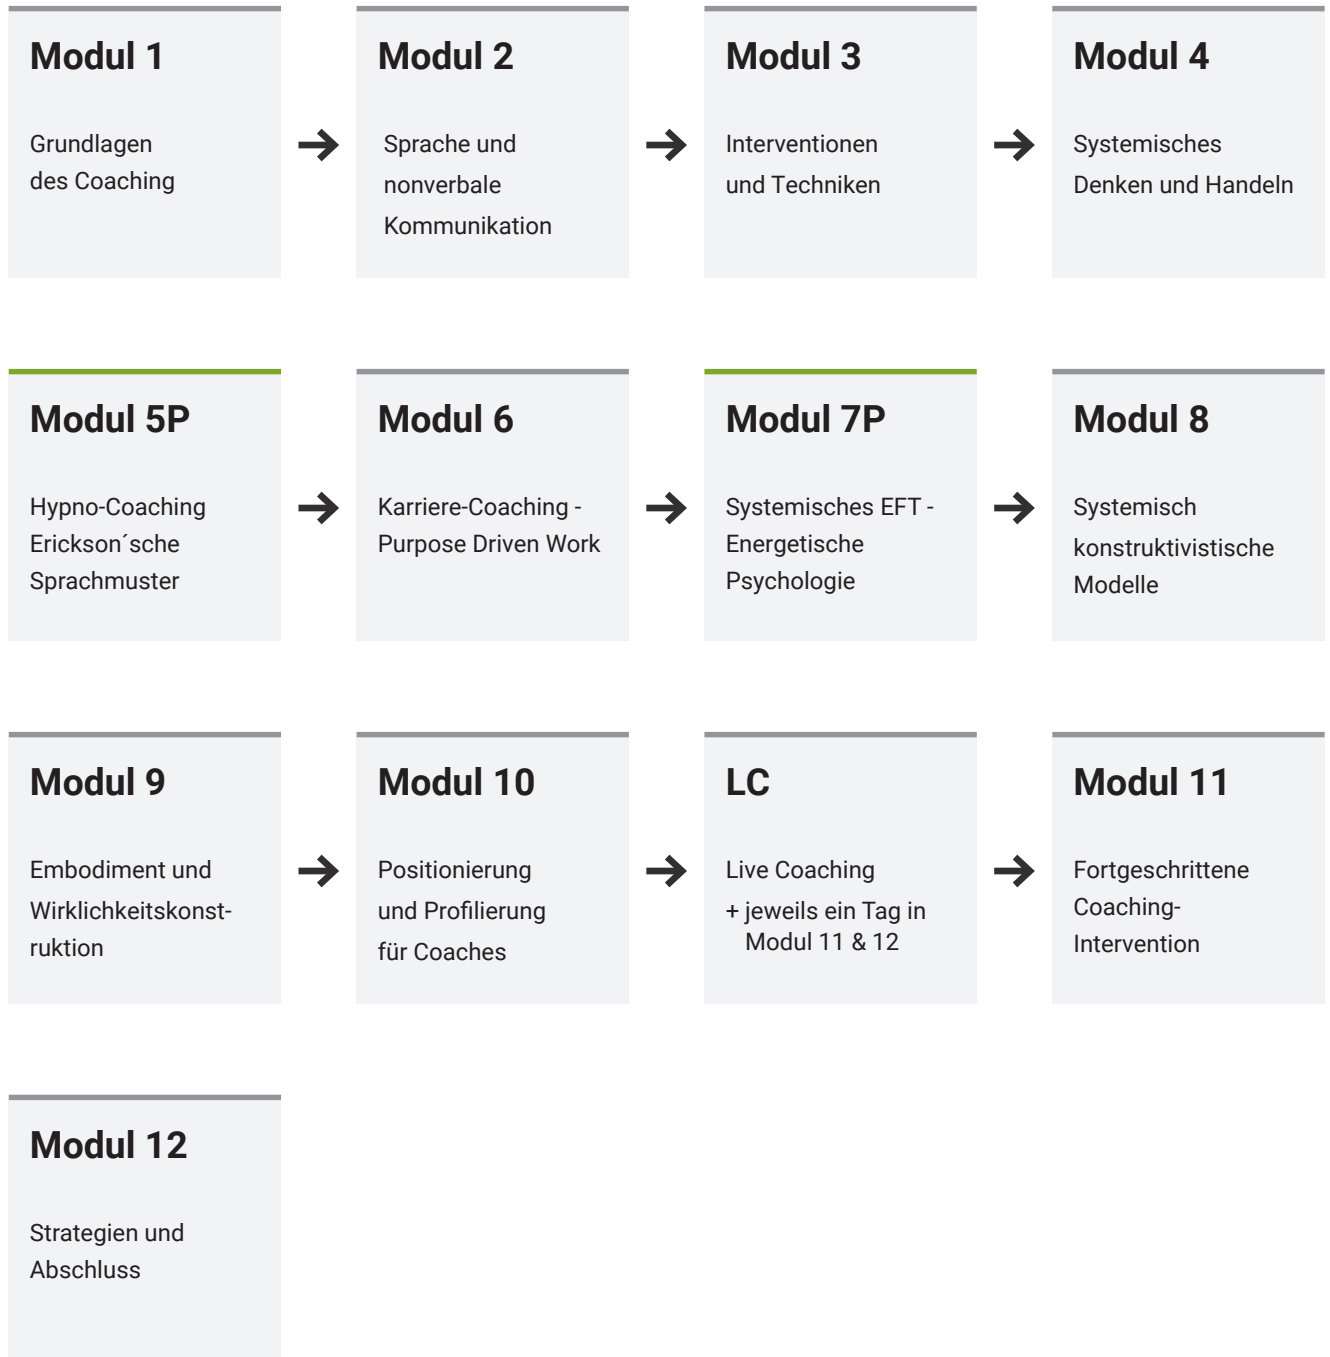 Modul 1
Grundlagen
des Coaching
Modul 2
Sprache und
nonverbale
Kommunikation
Modul 3
Interventionen
und Techniken
Modul 4
Systemisches
Denken und Handeln
Modul 5P
Hypno-Coaching
Erickson´sche
Sprachmuster
Modul 6
Karriere-Coaching -
Purpose Driven Work
Modul 7P
Systemisches EFT -
Energetische
Psychologie
Modul 8
Systemisch
konstruktivistische
Modelle
Modul 9
Embodiment und
Wirklichkeitskonst-
ruktion
Modul 10
Positionierung
und Profilierung
für Coaches
LC
Live Coaching
+ jeweils ein Tag in
Modul 11 & 12
Modul 11
Fortgeschrittene
Coaching-
Intervention
Modul 12
Strategien und
Abschluss